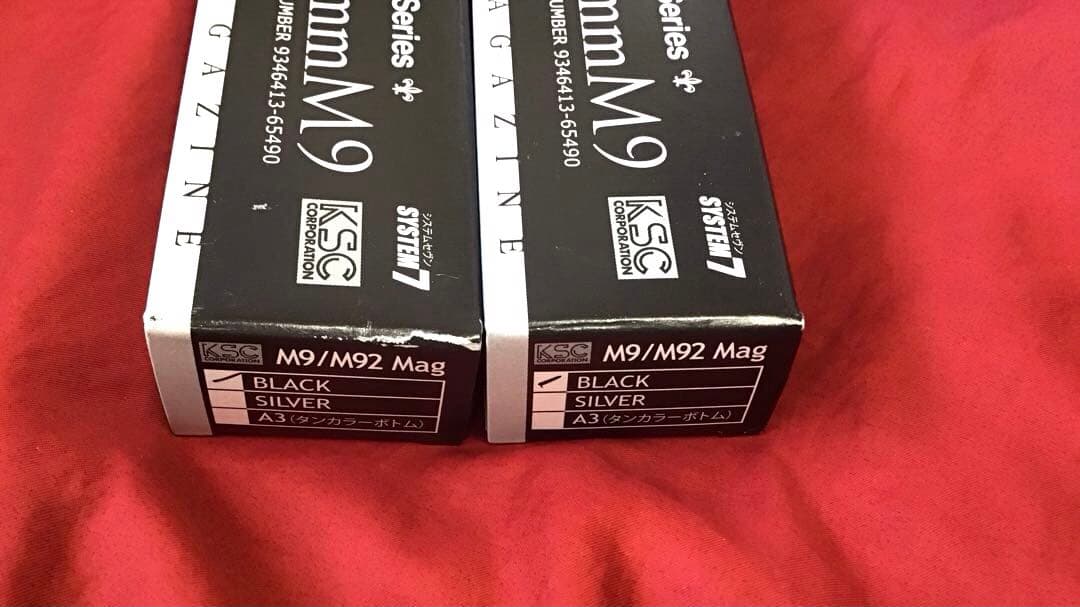 Series
mmM9
UMBER 9346413-65490
GAZINE
KSC
CORPORATION
システムセブン
SYSTEM7
KSC
CORPORATION
M9/M92 Mag
BLACK
SILVER
A3(タンカラーボトム)
Series
mmM9
UMBER 9346413-65490
AGAZINE
KSC
CORPORATION
システムセブン
SYSTEM7
KSC
CORPORATION
M9/M92 Mag
BLACK
SILVER
A3(タンカラーボトム)